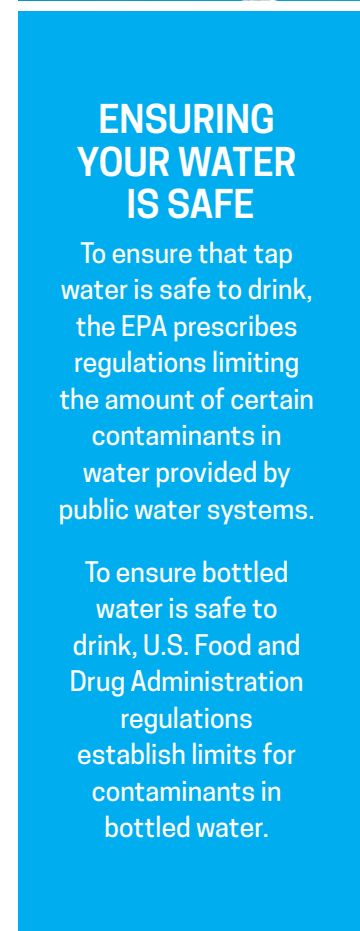 ENSURING
YOUR WATER
IS SAFE
To ensure that tap
water is safe to drink,
the EPA prescribes
regulations limiting
the amount of certain
contaminants in
water provided by
public water systems.
To ensure bottled
water is safe to
drink, U.S. Food and
Drug Administration
regulations
establish limits for
contaminants in
bottled water.